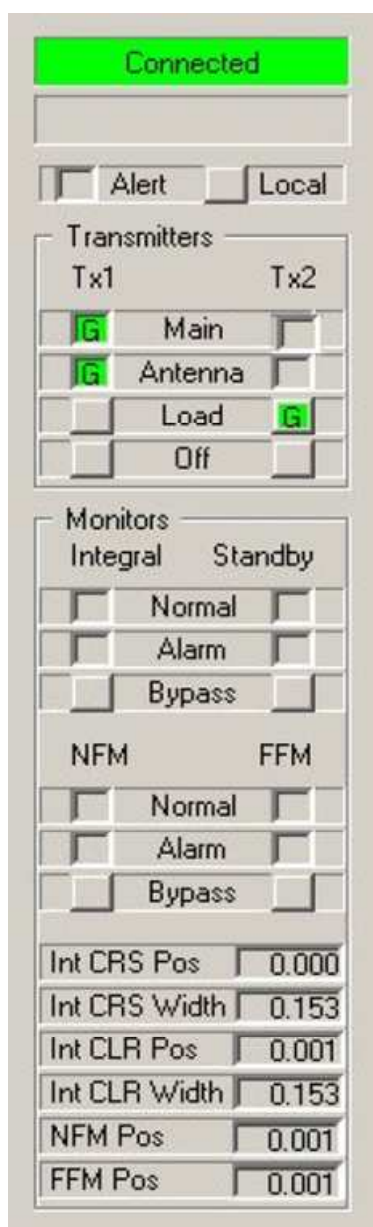 Connected
Alert Local
Transmitters
Tx1 Tx2
G Main
G Antenna
Load G
Off
Monitors
Integral Standby
Normal
Alarm
Bypass
NFM FFM
Normal
Alarm
Bypass
Int CRS Pos 0.000
Int CRS Width 0.153
Int CLR Pos 0.001
Int CLR Width 0.153
NFM Pos 0.001
FFM Pos 0.001